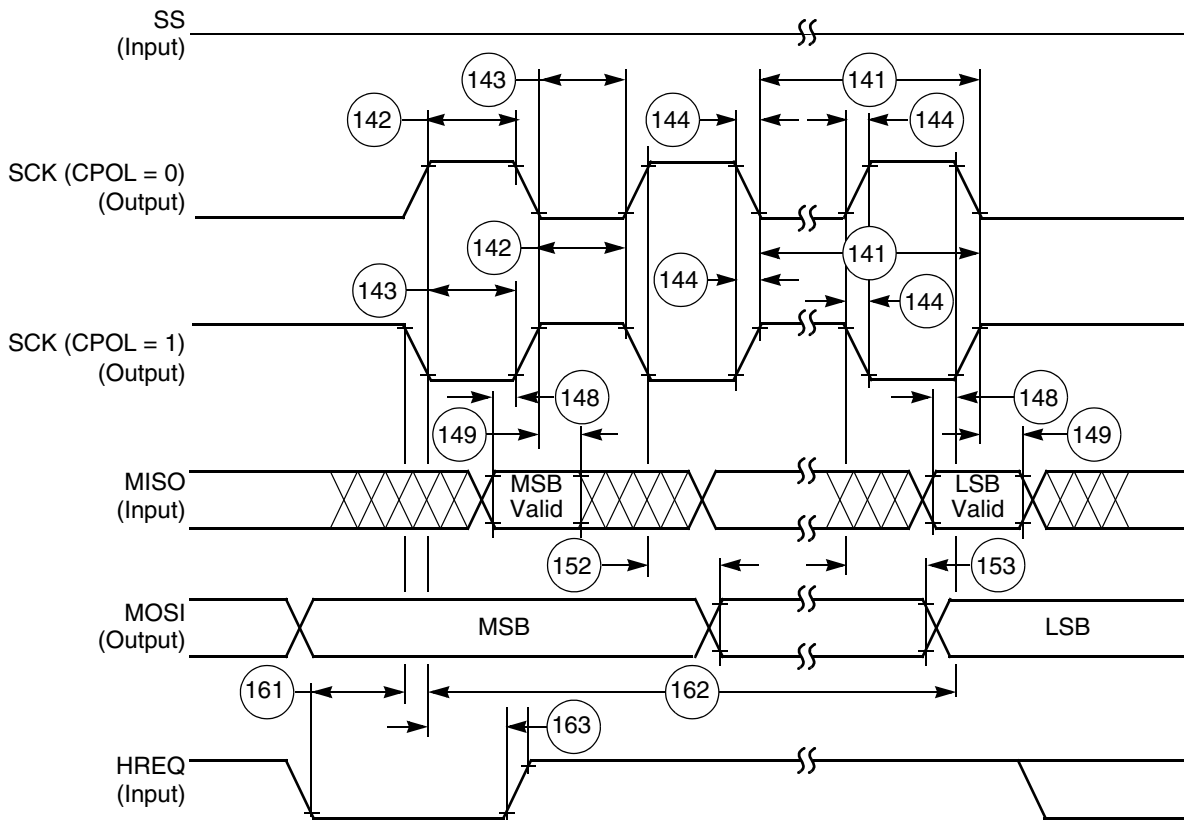 SS
(Input)
143
141
142
144
144
SCK (CPOL = 0)
(Output)
142
141
144
143
144
SCK (CPOL = 1)
(Output)
148
148
149
149
MISO
(Input)
MSB
Valid
LSB
Valid
152
153
MOSI
(Output)
MSB
LSB
161
162
163
HREQ
(Input)